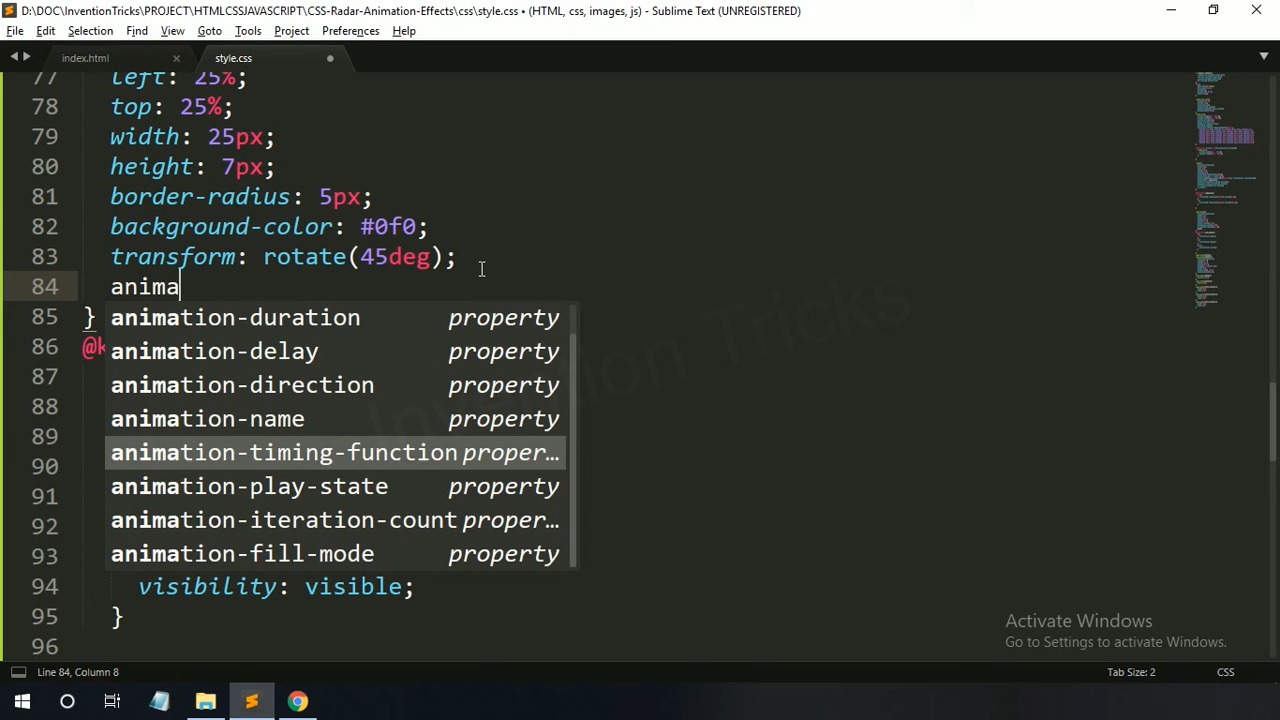 D:\DOC\InventionTricks\PROJECT\HTMLCSSJAVASCRIPT\CSS-Radar-Animation-Effects\css\style.css • (HTML, css, images, js) - Sublime Text (UNREGISTERED)
File Edit Selection Find View Goto Tools Project Preferences Help
index.html style.css
77 left: 25%;
78 top: 25%;
79 width: 25px;
80 height: 7px;
81 border-radius: 5px;
82 background-color: #0f0;
83 transform: rotate(45deg);
84 anima
85 } animation-duration property
86 @k animation-delay property
87 animation-direction property
88 animation-name property
89 animation-timing-function proper...
90 animation-play-state property
91 animation-iteration-count proper...
92 animation-fill-mode property
93
94 visibility: visible;
95 }
96
Invention Tricks
Activate Windows
Go to Settings to activate Windows.
Line 84, Column 8 Tab Size: 2 CSS